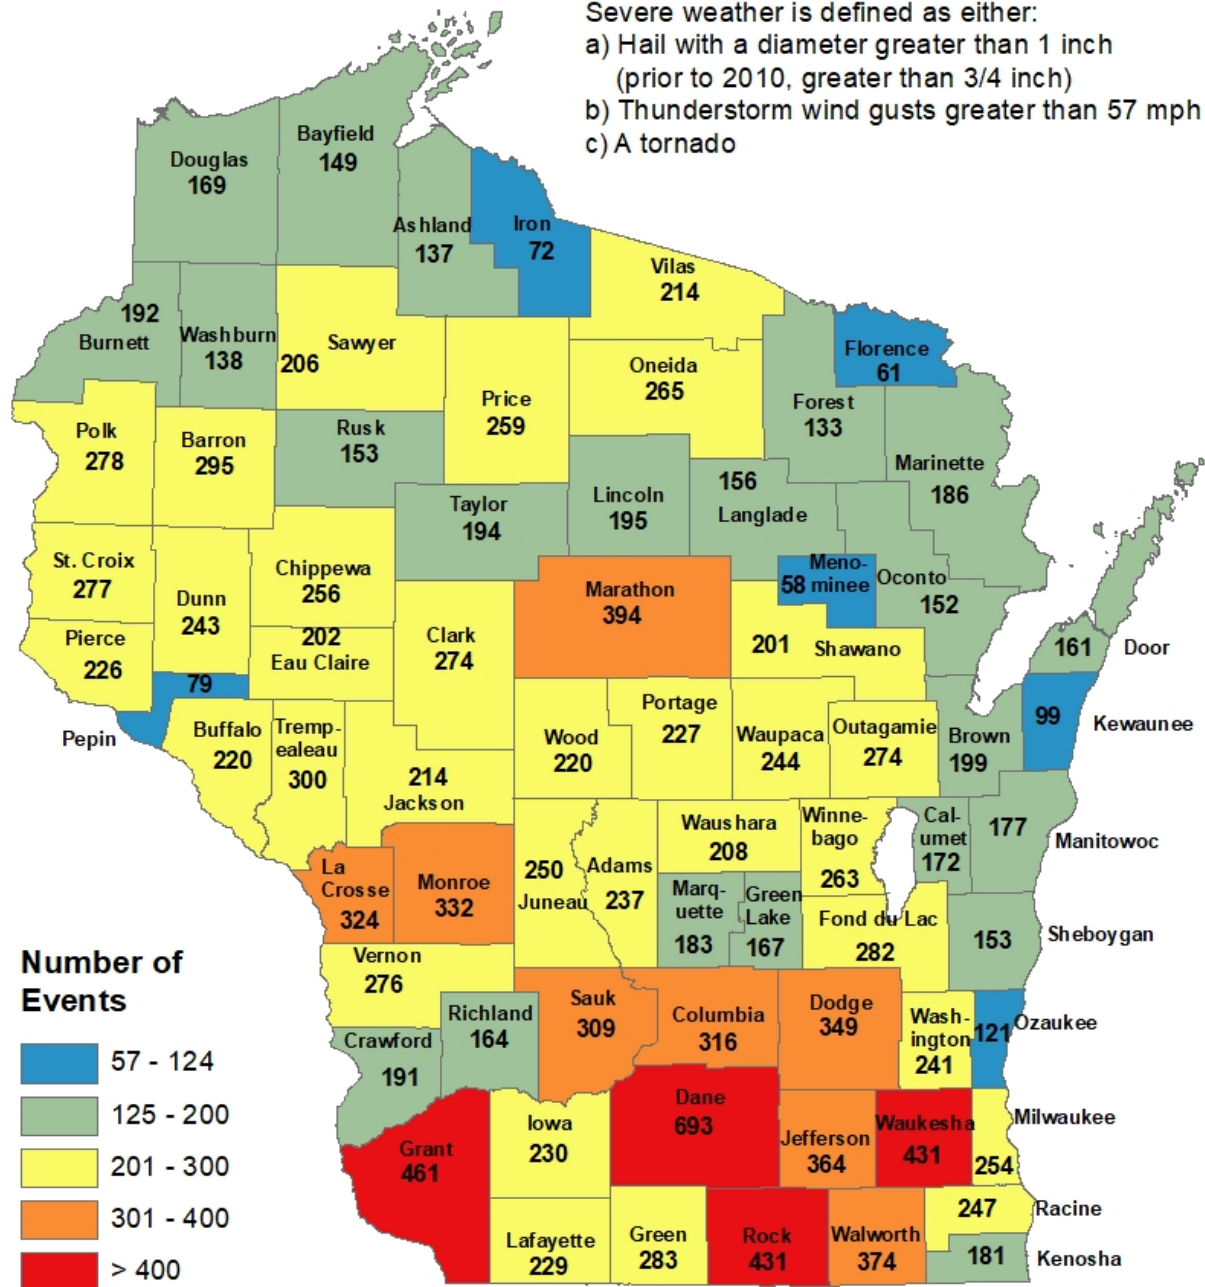 Severe weather is defined as either:
a) Hail with a diameter greater than 1 inch
(prior to 2010, greater than 3/4 inch)
b) Thunderstorm wind gusts greater than 57 mph
c) A tornado
Douglas
169
Bayfield
149
Ashland
137
Iron
72
Vilas
214
192
Burnett
Washburn
138
206
Sawyer
Price
259
Oneida
265
Forest
133
Florence
61
Marinette
186
Polk
278
Barron
295
Rusk
153
Taylor
194
Lincoln
195
156
Langlade
St. Croix
277
Dunn
243
Chippewa
256
202
Eau Claire
Clark
274
Marathon
394
58
Meno-
minee
Oconto
152
201
Shawano
161
Door
Pierce
226
79
Pepin
Buffalo
220
Tremp-
ealeau
300
214
Jackson
Wood
220
Portage
227
Waupaca
244
Outagamie
274
Brown
199
99
Kewaunee
La
Crosse
324
Monroe
332
250
Juneau
Adams
237
Waushara
208
Winne-
bago
263
Cal-
umet
172
177
Manitowoc
Marq-
uette
183
Green
Lake
167
Fond du Lac
282
153
Sheboygan
Vernon
276
Richland
164
Crawford
191
Sauk
309
Columbia
316
Dodge
349
Wash-
ington
241
121
Ozaukee
Grant
461
Iowa
230
Dane
693
Jefferson
364
Waukesha
431
Milwaukee
254
Lafayette
229
Green
283
Rock
431
Walworth
374
247
Racine
181
Kenosha
Number of
Events
57 - 124
125 - 200
201 - 300
301 - 400
> 400